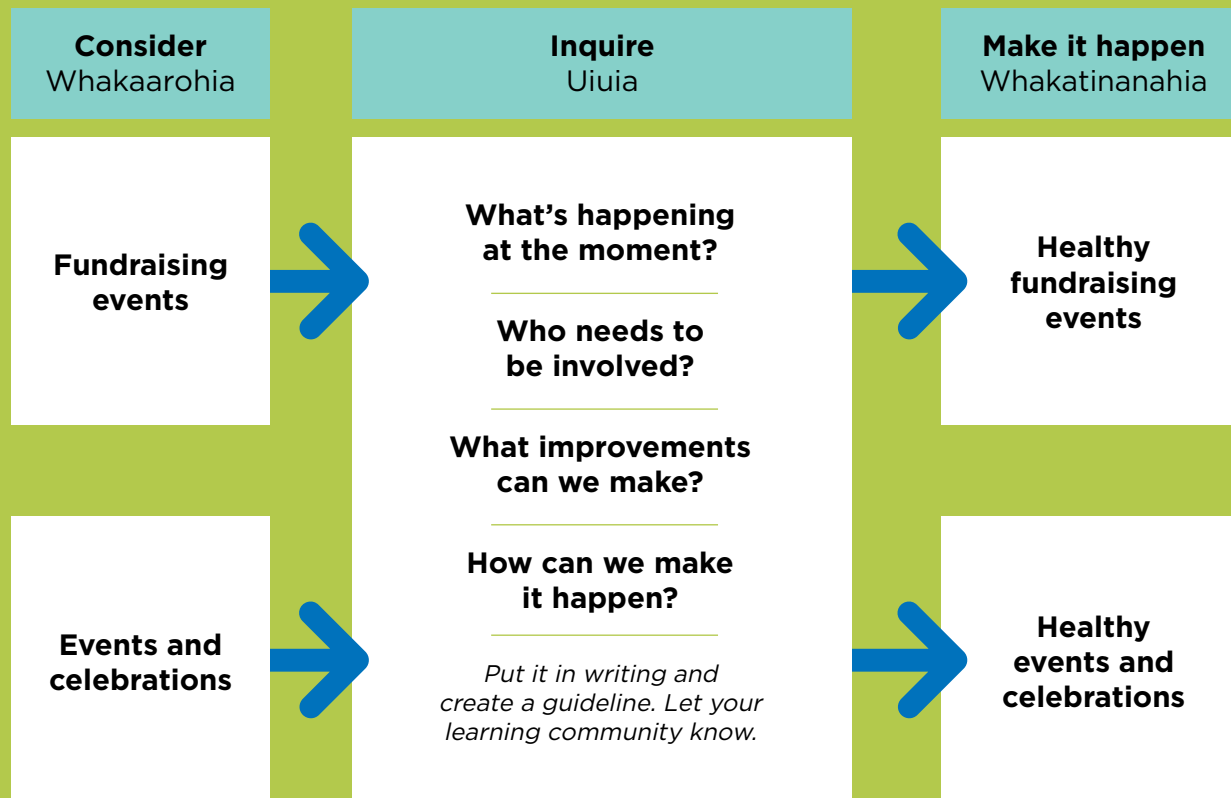 Consider
Whakaarohia
Inquire
Uiuia
Make it happen
Whakatinanahia
Fundraising
events
Events and
celebrations
What’s happening
at the moment?
Who needs to
be involved?
What improvements
can we make?
How can we make
it happen?
Put it in writing and
create a guideline. Let your
learning community know.
Healthy
fundraising
events
Healthy
events and
celebrations